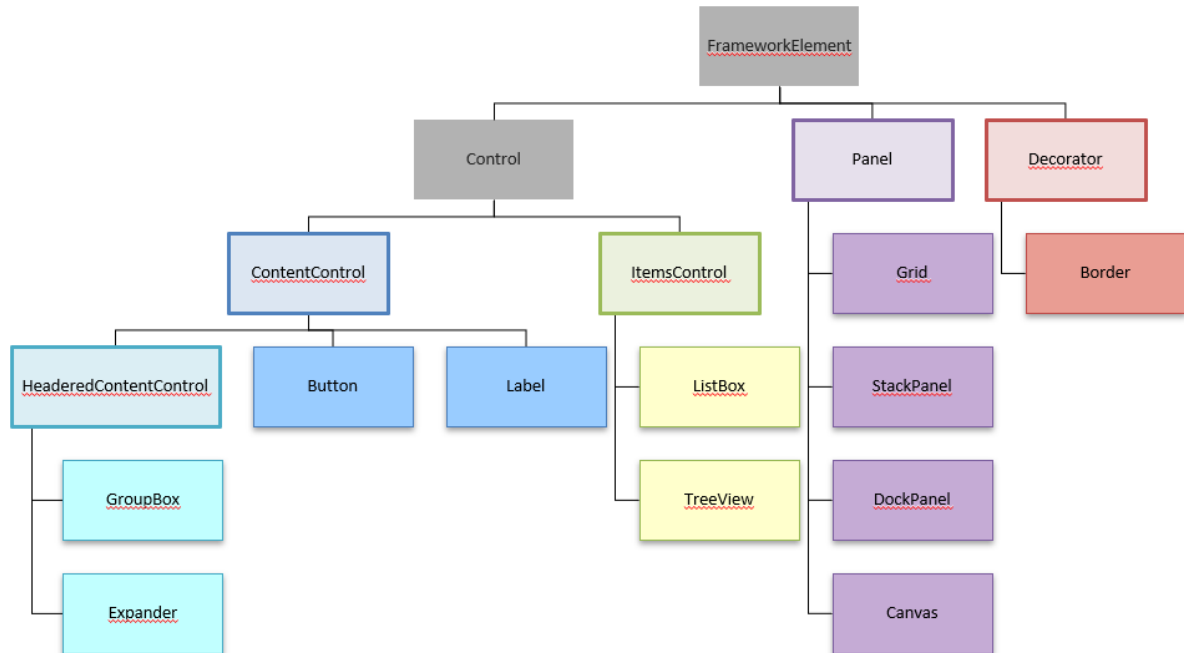 FrameworkElement
Control
Panel
Decorator
ContentControl
ItemsControl
Grid
Border
HeaderedContentControl
Button
Label
ListBox
StackPanel
GroupBox
TreeView
DockPanel
Expander
Canvas